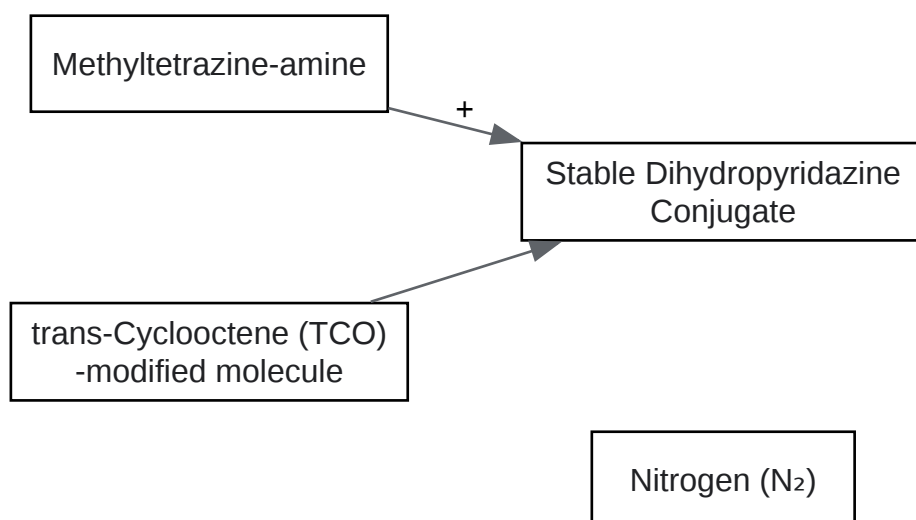 Methyltetrazine-amine
+
Stable Dihydropyridazine
Conjugate
trans-Cyclooctene (TCO)
-modified molecule
Nitrogen (N₂)